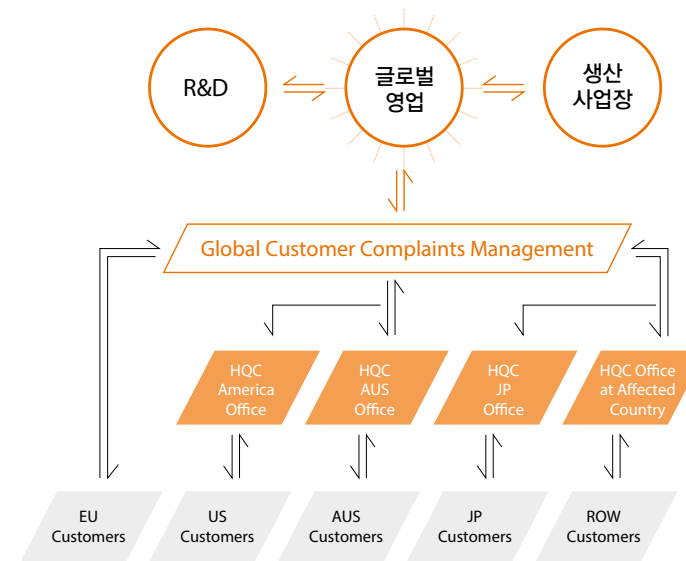 R&D
글로벌
영업
생산
사업장
Global Customer Complaints Management
HQC
America
Office
HQC
AUS
Office
HQC
JP
Office
HQC Office
at Affected
Country
EU
Customers
US
Customers
AUS
Customers
JP
Customers
ROW
Customers